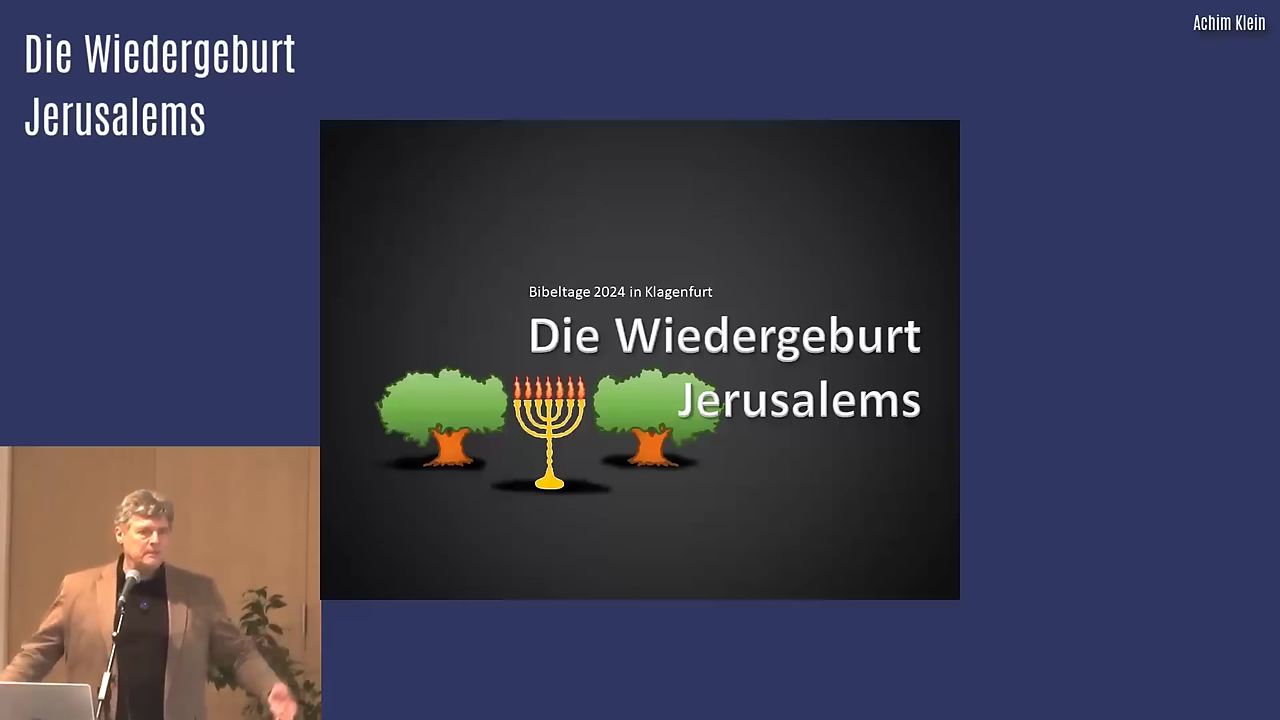 Die Wiedergeburt
Jerusalems
Achim Klein
Bibeltage 2024 in Klagenfurt
Die Wiedergeburt
Jerusalems